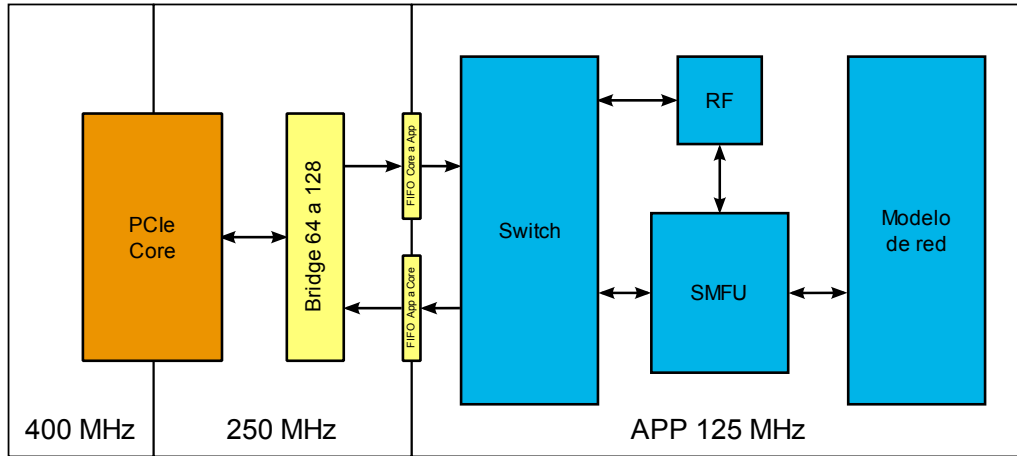 PCIe
Core
Bridge 64 a 128
FIFO Core a App
FIFO App a Core
Switch
RF
SMFU
Modelo
de red
400 MHz
250 MHz
APP 125 MHz